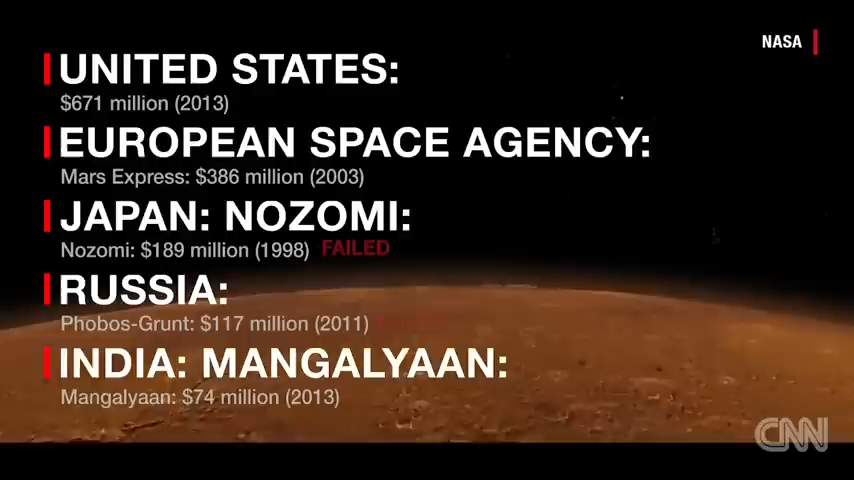 NASA
UNITED STATES:
$671 million (2013)
EUROPEAN SPACE AGENCY:
Mars Express: $386 million (2003)
JAPAN: NOZOMI:
Nozomi: $189 million (1998) FAILED
RUSSIA:
Phobos-Grunt: $117 million (2011)
INDIA: MANGALYAAN:
Mangalyaan: $74 million (2013)
CNN